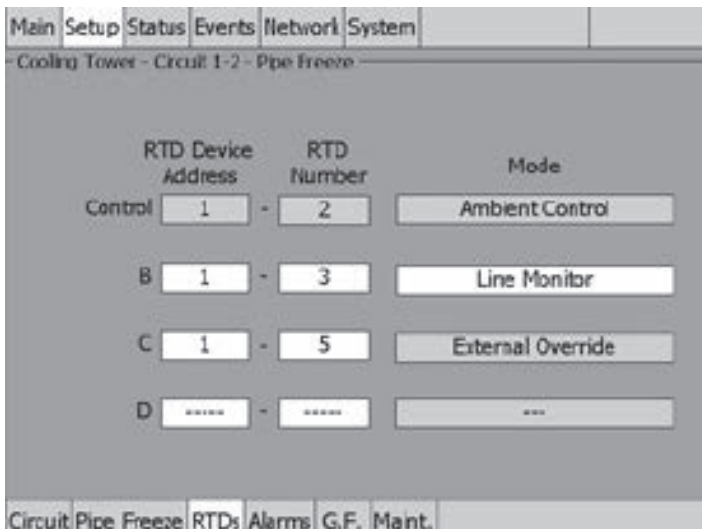 Main Setup Status Events Network System
Cooling Tower - Circuit 1-2 - Pipe Freeze
RTD Device Address RTD Number Mode
Control 1 - 2 Ambient Control
B 1 - 3 Line Monitor
C 1 - 5 External Override
D ----- - ----- ---
Circuit Pipe Freeze RTDs Alarms G.F. Maint.